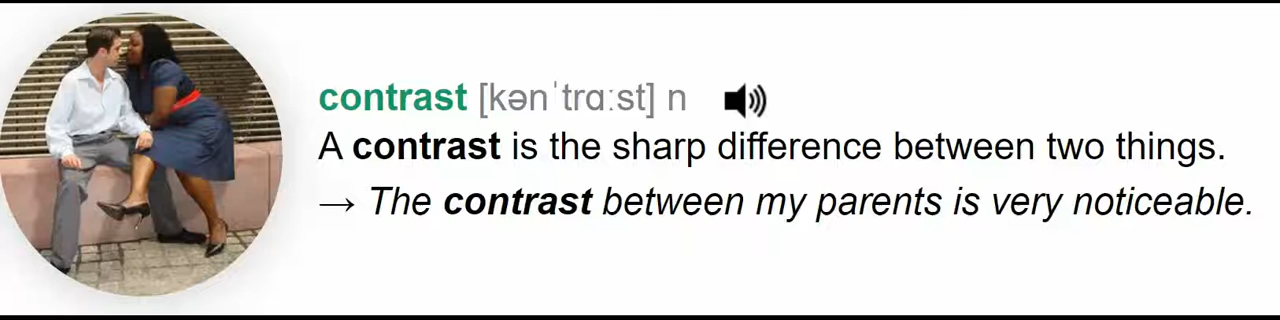 contrast [kənˈtrɑːst] n
A contrast is the sharp difference between two things.
→ The contrast between my parents is very noticeable.